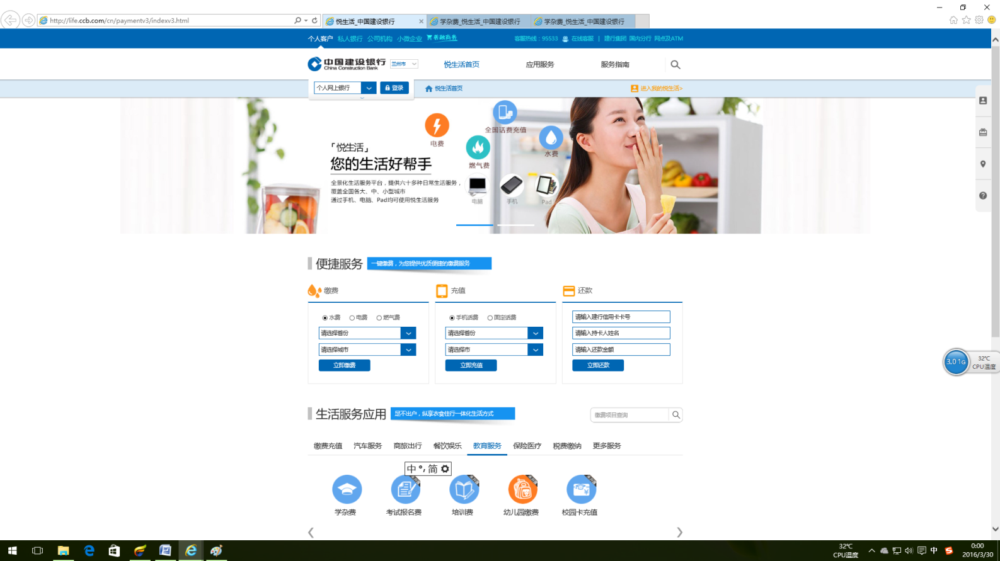 http://life.ccb.com/cn/paymentv3/indexv3.html
悦生活_中国建设银行
学杂费_悦生活_中国建设银行
学杂费_悦生活_中国建设银行
个人客户 私人银行 公司机构 小微企业 善融商务
客服热线：95533 在线客服 | 建行集团 国内分行 网点及ATM
中国建设银行
China Construction Bank
兰州市
悦生活首页 应用服务 服务指南
个人网上银行 登录 悦生活首页 进入我的悦生活>
全国话费充值
电费
水费
燃气费
「悦生活」
您的生活好帮手
全景化生活服务平台，提供六十多种日常生活服务，
覆盖全国各大、中、小型城市
通过手机、电脑、Pad均可使用悦生活服务
电脑 手机 Pad
便捷服务 一键缴费，为您提供优质便捷的缴费服务
缴费 充值 还款
水费 电费 燃气费
请选择省份
请选择城市
立即缴费
手机话费 固定话费
请选择省份
请选择市
立即充值
请输入建行信用卡卡号
请输入持卡人姓名
请输入还款金额
立即还款
生活服务应用 足不出户，纵享衣食住行一体化生活方式
缴费项目查询
缴费充值 汽车服务 商旅出行 餐饮娱乐 教育服务 保险医疗 税费缴纳 更多服务
中 °, 简
学杂费 考试报名费 培训费 幼儿园缴费 校园卡充值
3.01G
32℃
CPU温度
32℃
CPU温度
中
0:00
2016/3/30